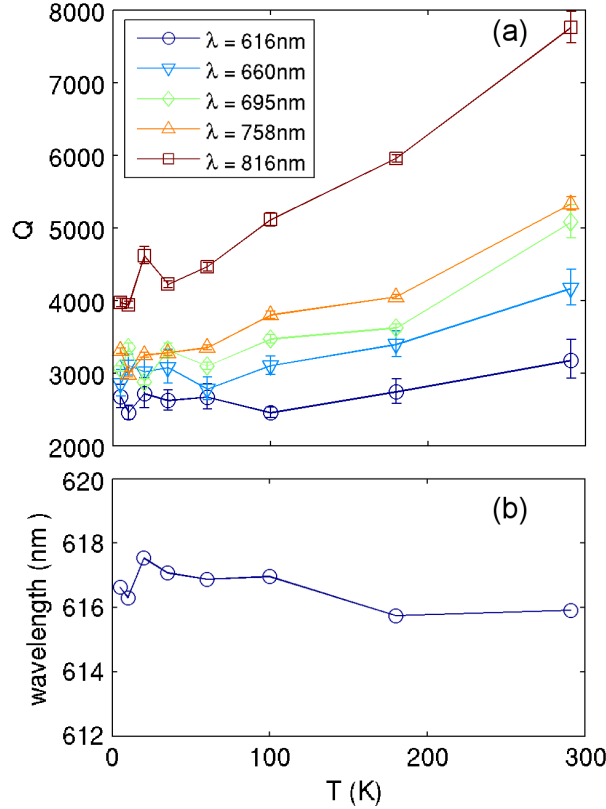 8000
7000
6000
5000
4000
3000
2000
Q
(a)
λ = 616nm
λ = 660nm
λ = 695nm
λ = 758nm
λ = 816nm
620
618
616
614
612
wavelength (nm)
(b)
0
100
200
300
T (K)